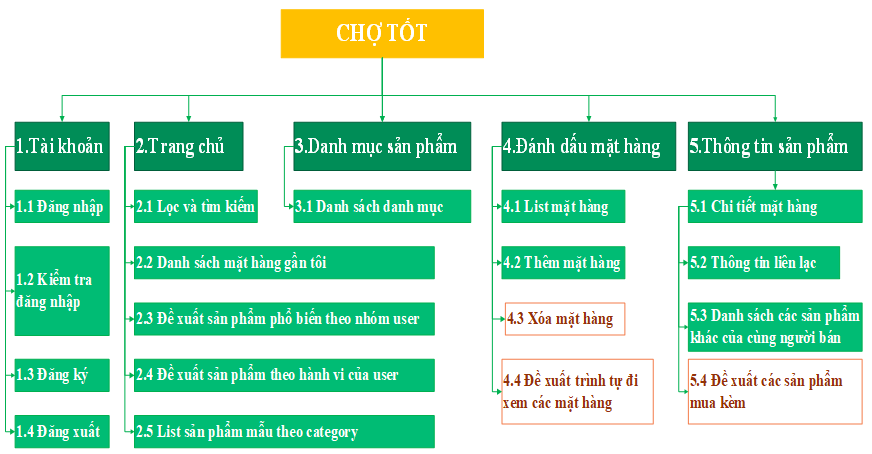 CHỢ TỐT
1.Tài khoản
2.Trang chủ
3.Danh mục sản phẩm
4.Đánh dấu mặt hàng
5.Thông tin sản phẩm
1.1 Đăng nhập
1.2 Kiểm tra
đăng nhập
1.3 Đăng ký
1.4 Đăng xuất
2.1 Lọc và tìm kiếm
2.2 Danh sách mặt hàng gần tôi
2.3 Đề xuất sản phẩm phổ biến theo nhóm user
2.4 Đề xuất sản phẩm theo hành vi của user
2.5 List sản phẩm mẫu theo category
3.1 Danh sách danh mục
4.1 List mặt hàng
4.2 Thêm mặt hàng
4.3 Xóa mặt hàng
4.4 Đề xuất trình tự đi
xem các mặt hàng
5.1 Chi tiết mặt hàng
5.2 Thông tin liên lạc
5.3 Danh sách các sản phẩm
khác của cùng người bán
5.4 Đề xuất các sản phẩm
mua kèm